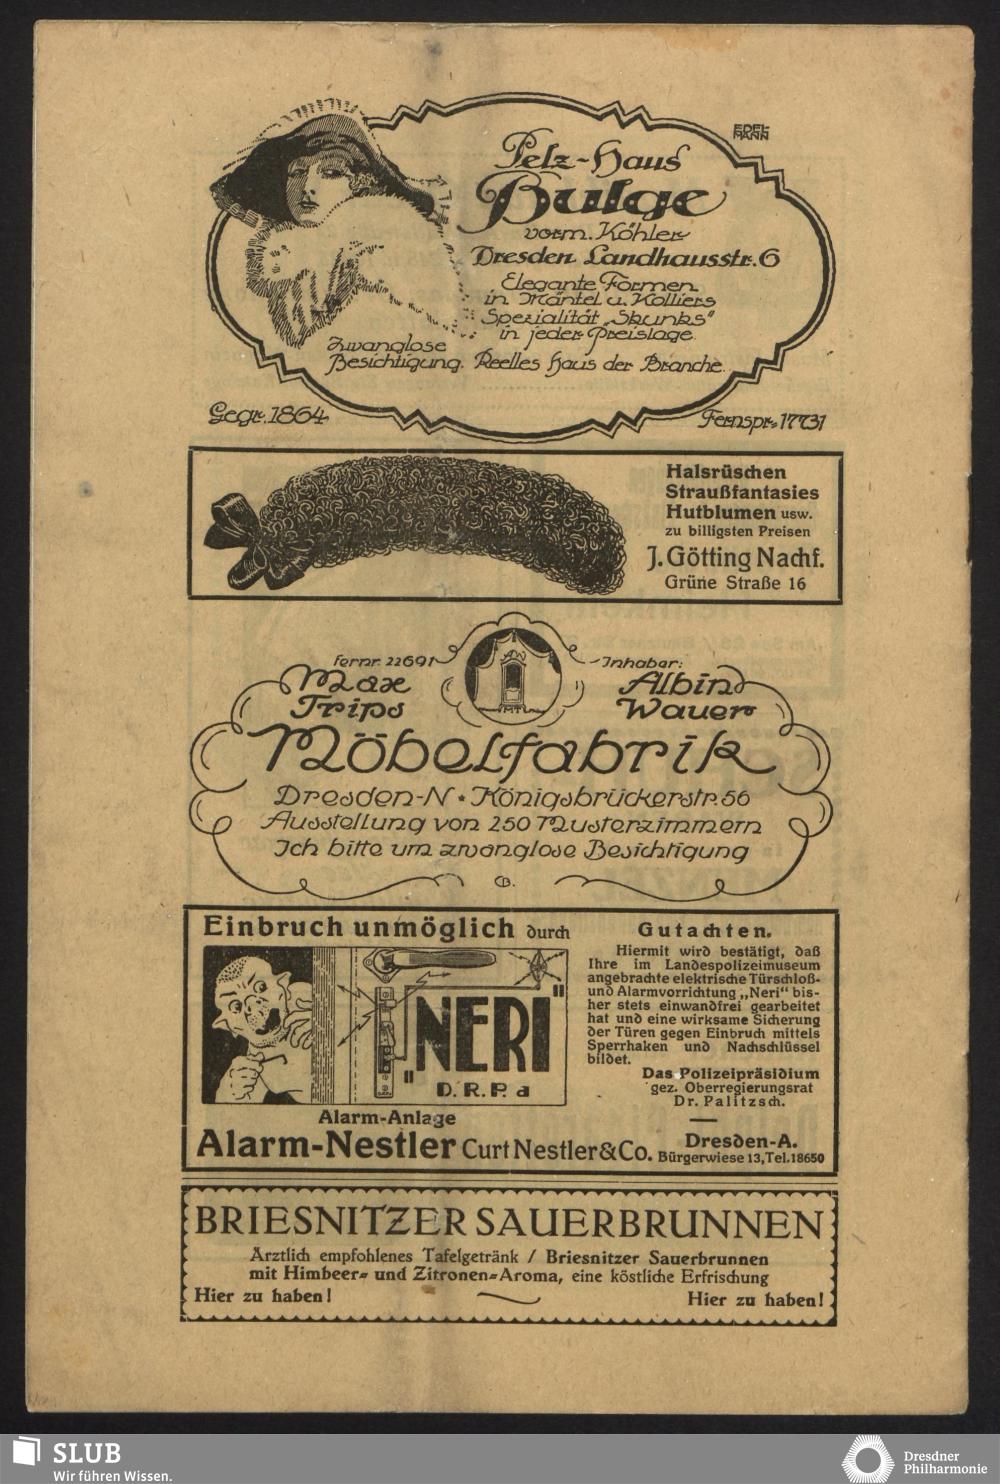 EDEL-
MANN
Pelz-Haus
Bulge
vorm. Köhler
Dresden Landhausstr. 6
Elegante Formen
in Mäntel u. Kolliers
Spezialität „Skunks“
in jeder Preislage.
Zwanglose
Besichtigung. Reelles Haus der Branche.
Gegr. 1864
Fernspr. 17731
Halsrüschen
Straußfantasies
Hutblumen usw.
zu billigsten Preisen
J. Götting Nachf.
Grüne Straße 16
Fernr. 22691
Inhaber:
Max
Trips
Albin
Wauer
Möbelfabrik
Dresden-N • Königsbrückerstr. 56
Ausstellung von 250 Musterzimmern
Ich bitte um zwanglose Besichtigung
CB.
Einbruch unmöglich durch
"NERI"
D. R. P. a
Alarm-Anlage
Gutachten.
Hiermit wird bestätigt, daß
Ihre im Landespolizeimuseum
angebrachte elektrische Türschloß-
und Alarmvorrichtung „Neri“ bis-
her stets einwandfrei gearbeitet
hat und eine wirksame Sicherung
der Türen gegen Einbruch mittels
Sperrhaken und Nachschlüssel
bildet.
Das Polizeipräsidium
gez. Oberregierungsrat
Dr. Palitzsch.
Alarm-Nestler Curt Nestler & Co. Dresden-A.
Bürgerwiese 13, Tel. 18650
BRIESNITZER SAUERBRUNNEN
Ärztlich empfohlenes Tafelgetränk / Briesnitzer Sauerbrunnen
mit Himbeer- und Zitronen-Aroma, eine köstliche Erfrischung
Hier zu haben! Hier zu haben!
SLUB
Wir führen Wissen.
Dresdner
Philharmonie